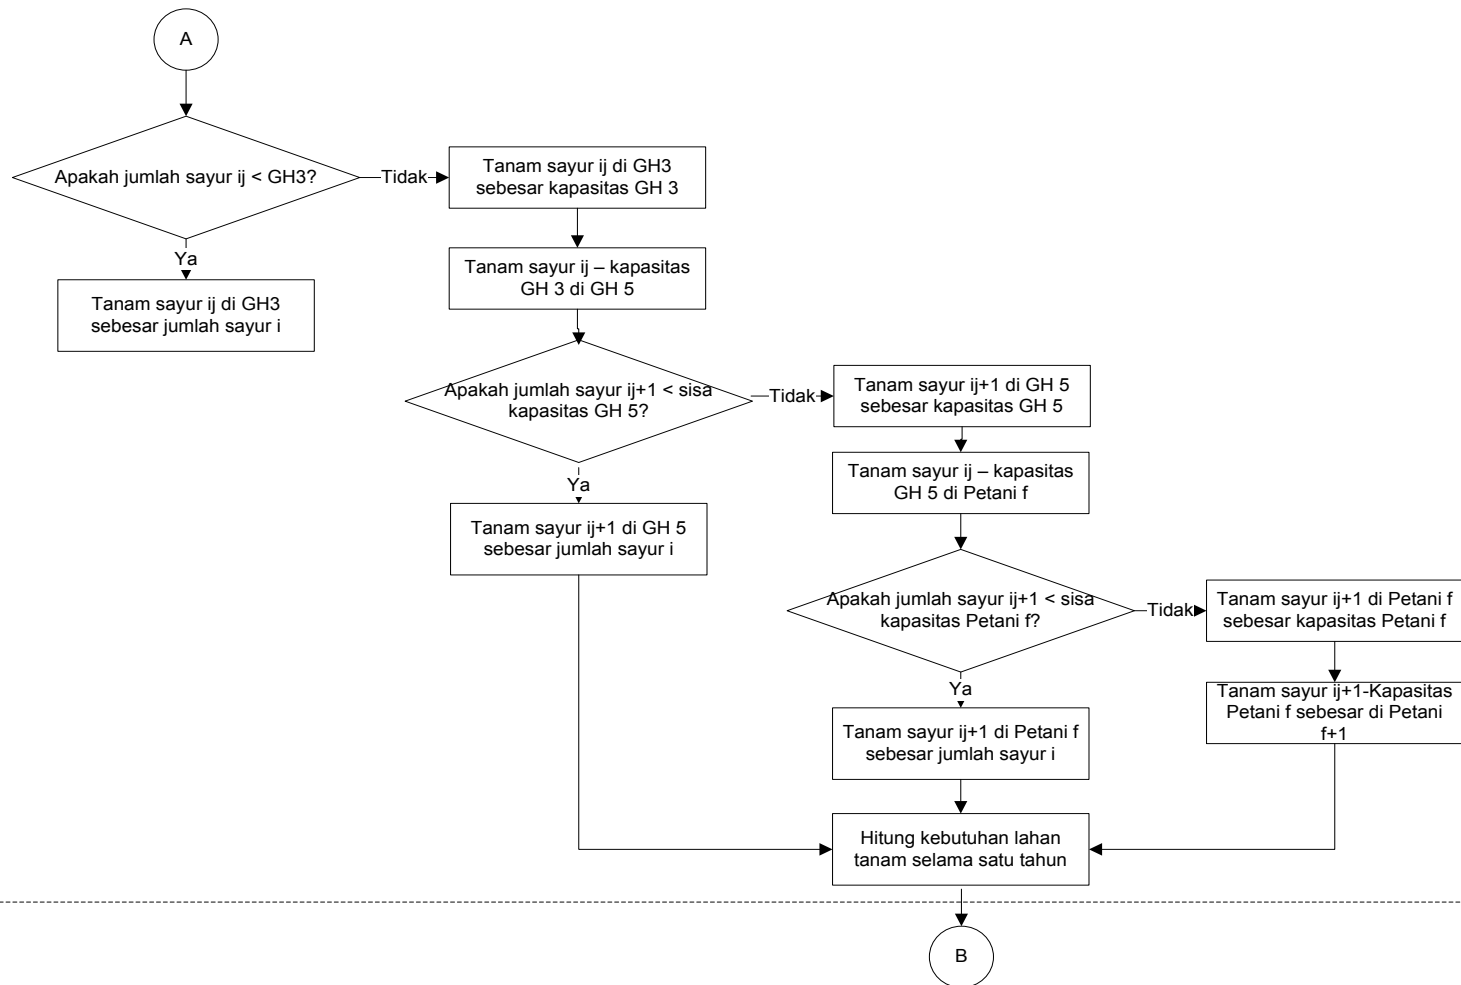 A
Apakah jumlah sayur ij < GH3?
Tidak
Tanam sayur ij di GH3
sebesar kapasitas GH 3
Ya
Tanam sayur ij di GH3
sebesar jumlah sayur i
Tanam sayur ij – kapasitas
GH 3 di GH 5
Apakah jumlah sayur ij+1 < sisa
kapasitas GH 5?
Tidak
Tanam sayur ij+1 di GH 5
sebesar kapasitas GH 5
Ya
Tanam sayur ij+1 di GH 5
sebesar jumlah sayur i
Tanam sayur ij – kapasitas
GH 5 di Petani f
Apakah jumlah sayur ij+1 < sisa
kapasitas Petani f?
Tidak
Tanam sayur ij+1 di Petani f
sebesar kapasitas Petani f
Ya
Tanam sayur ij+1 di Petani f
sebesar jumlah sayur i
Tanam sayur ij+1-Kapasitas
Petani f sebesar di Petani
f+1
Hitung kebutuhan lahan
tanam selama satu tahun
B